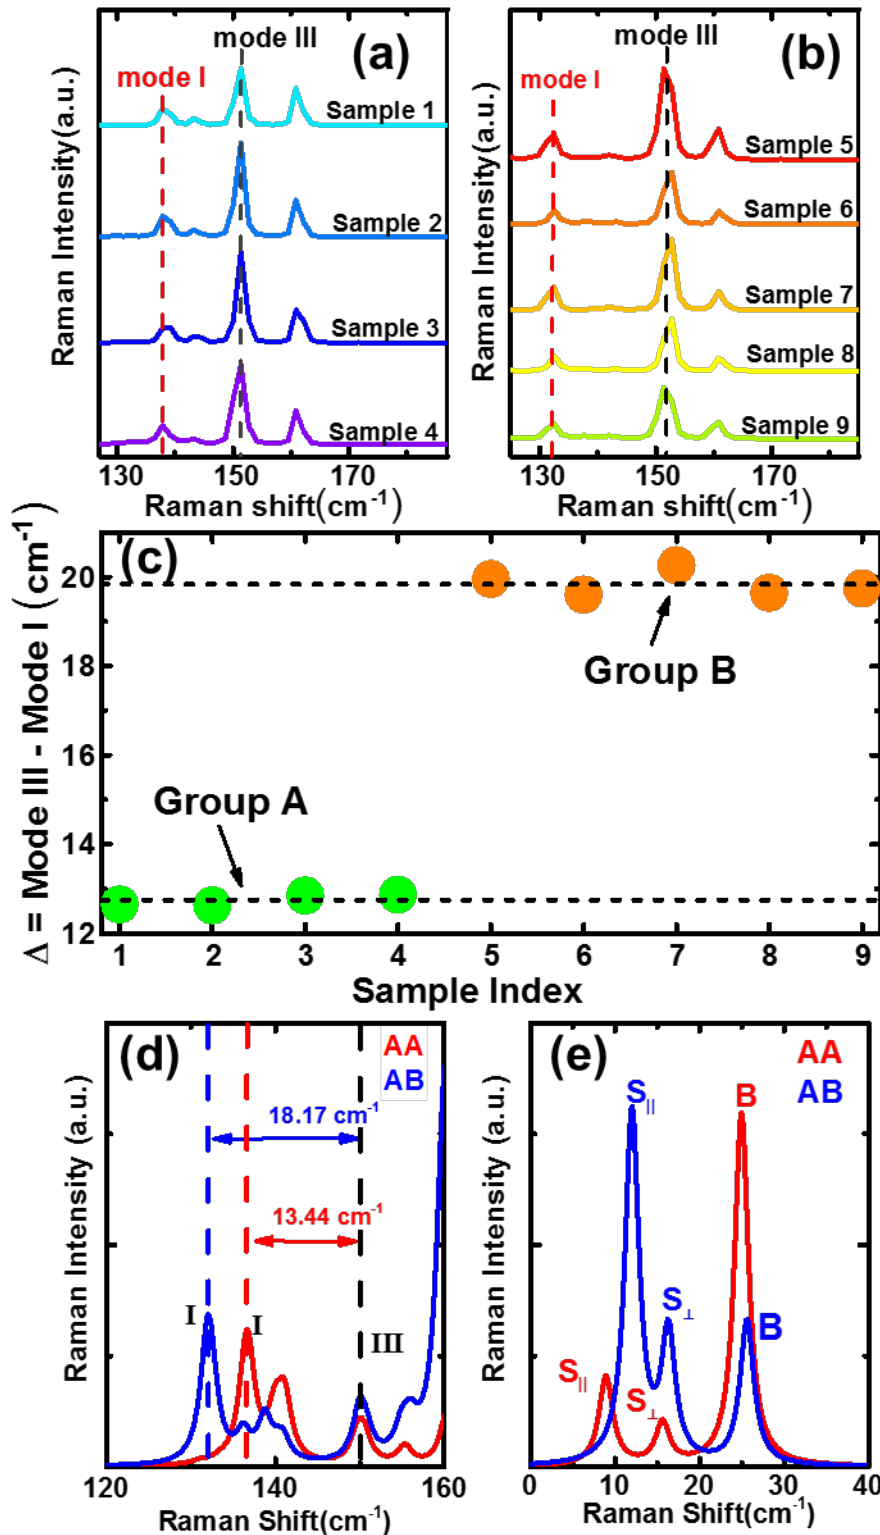 (a)
mode III
mode I
Sample 1
Sample 2
Sample 3
Sample 4
130 150 170
Raman shift(cm-1)
Raman Intensity(a.u.)
(b)
mode III
mode I
Sample 5
Sample 6
Sample 7
Sample 8
Sample 9
130 150 170
Raman shift(cm-1)
Raman Intensity(a.u.)
(c)
20
18
16
14
12
Group B
Group A
1 2 3 4 5 6 7 8 9
Sample Index
Δ = Mode III - Mode I (cm-1)
(d)
AA
AB
18.17 cm-1
13.44 cm-1
I
I
III
120 140 160
Raman Shift(cm-1)
Raman Intensity (a.u.)
(e)
AA
AB
S||
B
S⊥
B
S||
S⊥
0 10 20 30 40
Raman Shift(cm-1)
Raman Intensity (a.u.)